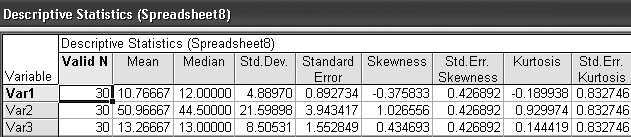 Descriptive Statistics (Spreadsheet8)
Descriptive Statistics (Spreadsheet8)
Variable Valid N Mean Median Std.Dev. Standard Error Skewness Std.Err. Skewness Kurtosis Std.Err. Kurtosis
Var1 30 10.76667 12.00000 4.88970 0.892734 -0.375833 0.426892 -0.189938 0.832746
Var2 30 50.96667 44.50000 21.59898 3.943417 1.026556 0.426892 0.929974 0.832746
Var3 30 13.26667 13.00000 8.50531 1.552849 0.434693 0.426892 0.144419 0.832746